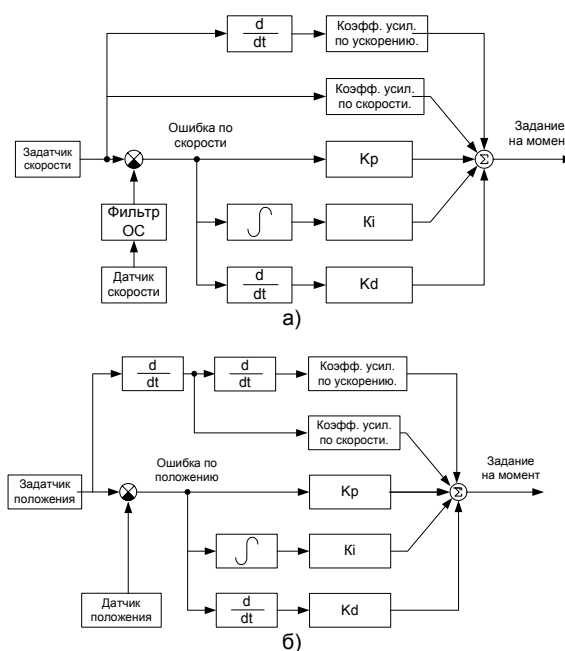 d
dt
Коэфф. усил.
по ускорению.
Коэфф. усил.
по скорости.
Ошибка по
скорости
Задание
на момент
Задатчик
скорости
Kp
Σ
Фильтр
ОС
∫
Ki
Датчик
скорости
d
dt
Kd
а)
d
dt
d
dt
Коэфф. усил.
по ускорению.
Коэфф. усил.
по скорости.
Ошибка по
положению
Задание
на момент
Задатчик
положения
Kp
Σ
∫
Ki
Датчик
положения
d
dt
Kd
б)